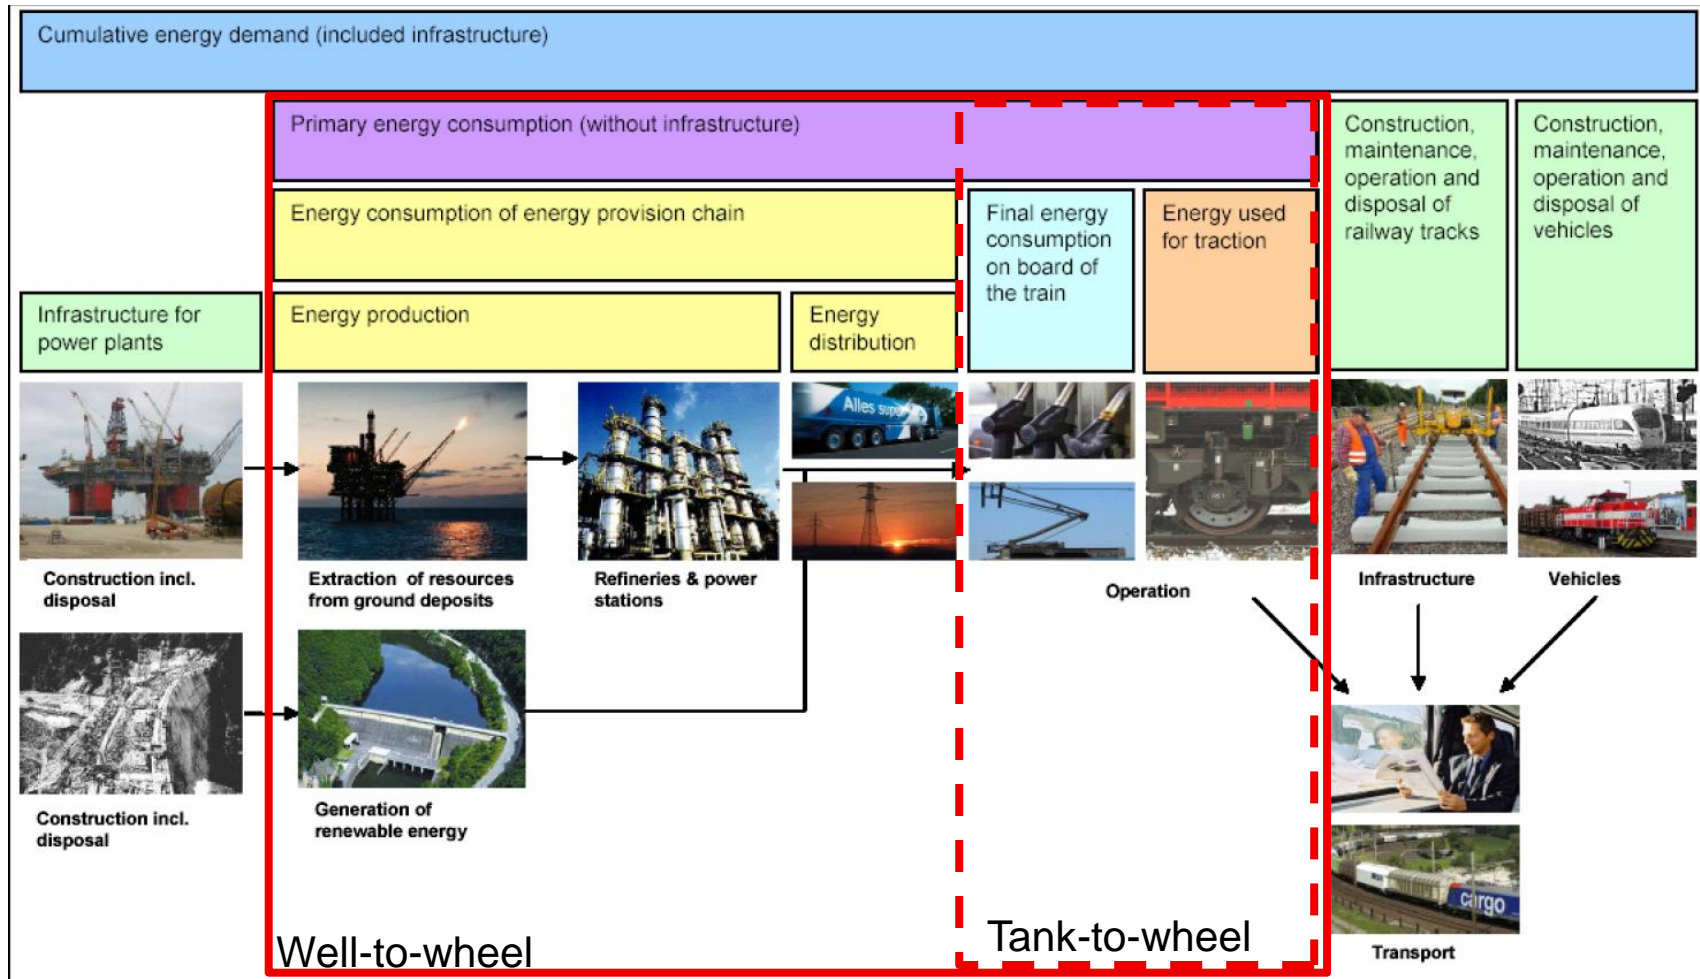 Cumulative energy demand (included infrastructure)
Primary energy consumption (without infrastructure)
Construction,
maintenance,
operation and
disposal of
railway tracks
Construction,
maintenance,
operation and
disposal of
vehicles
Energy consumption of energy provision chain
Final energy
consumption
on board of
the train
Energy used
for traction
Infrastructure for
power plants
Energy production
Energy
distribution
Alles super
Construction incl.
disposal
Extraction of resources
from ground deposits
Refineries & power
stations
Operation
Infrastructure
Vehicles
Construction incl.
disposal
Generation of
renewable energy
cargo
Transport
Well-to-wheel
Tank-to-wheel